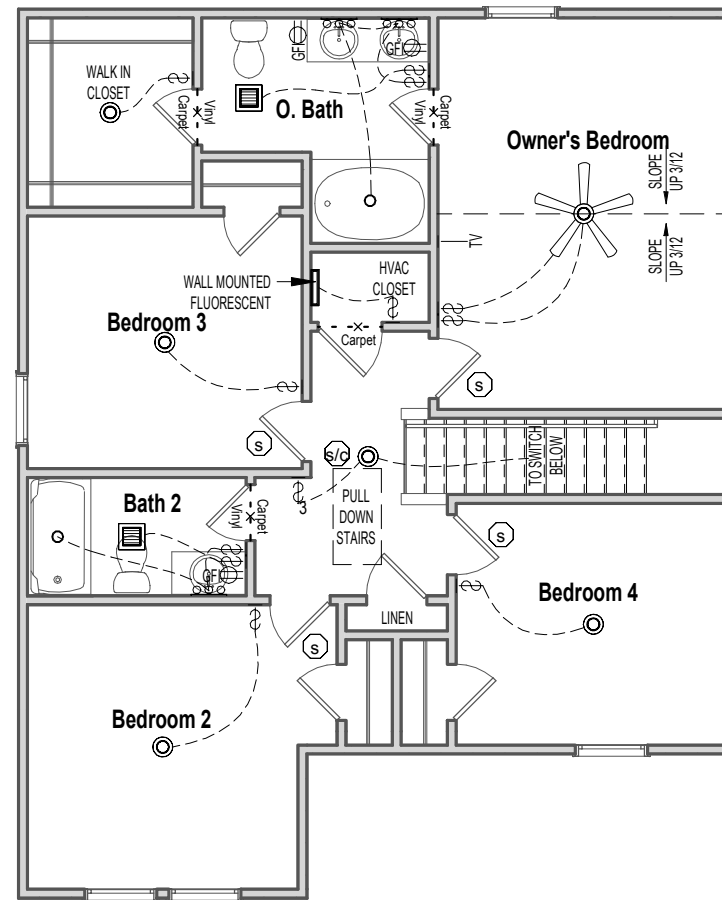 WALK IN
CLOSET
Carpet
Vinyl
GFI
GFI
O. Bath
Vinyl
Carpet
Owner's Bedroom
SLOPE
UP 3/12
SLOPE
UP 3/12
TV
WALL MOUNTED
FLUORESCENT
HVAC
CLOSET
Carpet
Bedroom 3
S
S
s/c
TO SWITCH
BELOW
PULL
DOWN
STAIRS
3
Bath 2
Vinyl
Carpet
GFI
S
Bedroom 4
LINEN
S
Bedroom 2